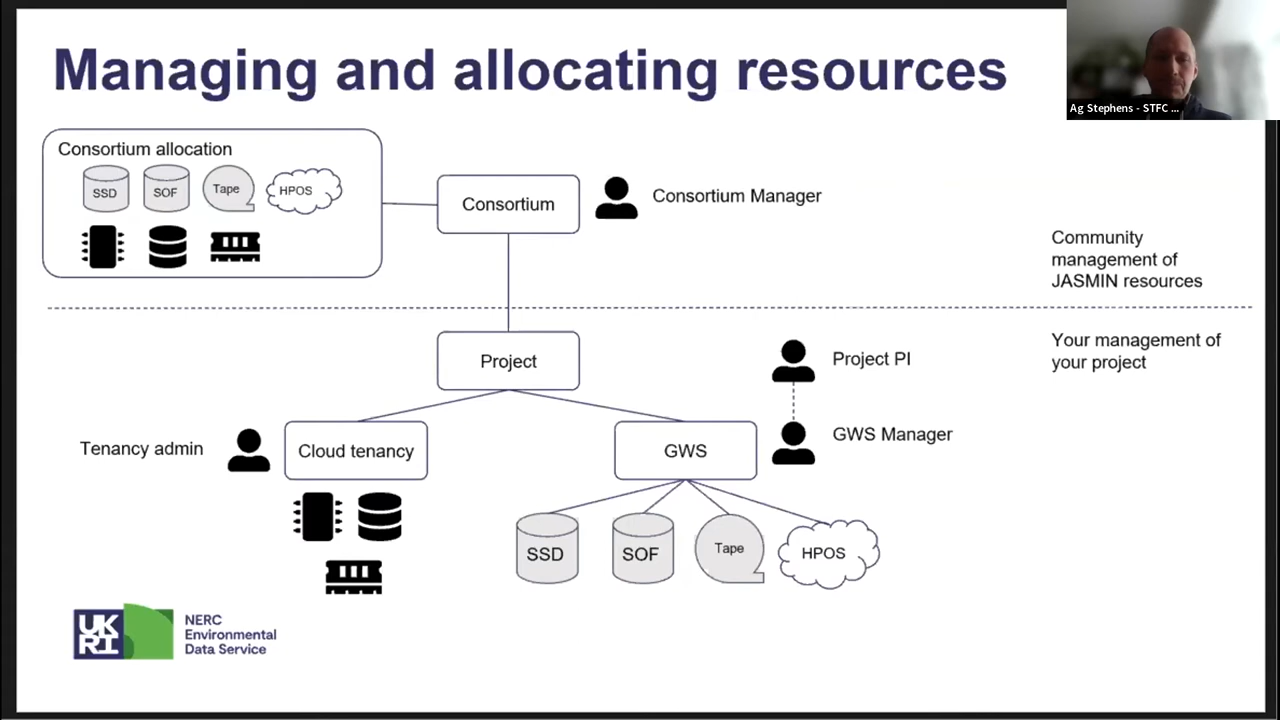 Managing and allocating resources
Ag Stephens - STFC ...
Consortium allocation
SSD
SOF
Tape
HPOS
Consortium
Consortium Manager
Community
management of
JASMIN resources
Project
Project PI
Your management of
your project
Tenancy admin
Cloud tenancy
GWS
GWS Manager
SSD
SOF
Tape
HPOS
UK
RI
NERC
Environmental
Data Service